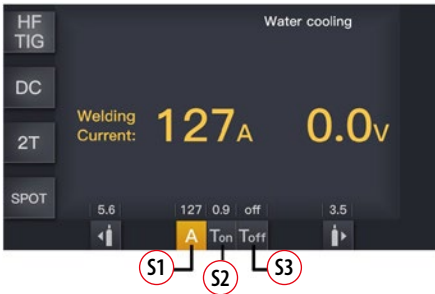 HF
TIG
Water cooling
DC
Welding
Current:
127A
0.0V
2T
SPOT
5.6
127
0.9
off
3.5
A
Ton
Toff
S1
S2
S3